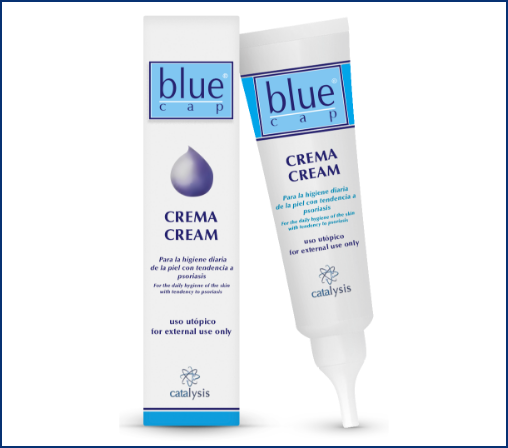 blue®
cap
CREMA
CREAM
Para la higiene diaria
de la piel con tendencia a
psoriasis
For the daily hygiene of the skin
with tendency to psoriasis
uso utópico
for external use only
catalysis
blue®
cap
CREMA
CREAM
Para la higiene diaria
de la piel con tendencia a
psoriasis
For the daily hygiene of the skin
with tendency to psoriasis
uso utópico
for external use only
catalysis